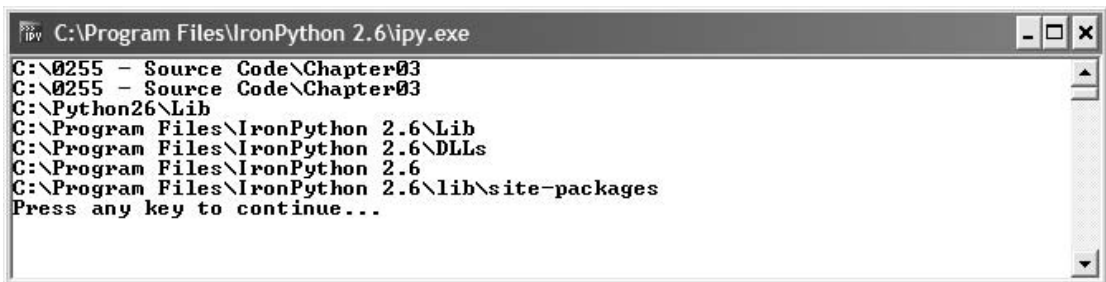 C:\Program Files\IronPython 2.6\ipy.exe
C:\0255 - Source Code\Chapter03
C:\0255 - Source Code\Chapter03
C:\Python26\Lib
C:\Program Files\IronPython 2.6\Lib
C:\Program Files\IronPython 2.6\DLLs
C:\Program Files\IronPython 2.6
C:\Program Files\IronPython 2.6\lib\site-packages
Press any key to continue...